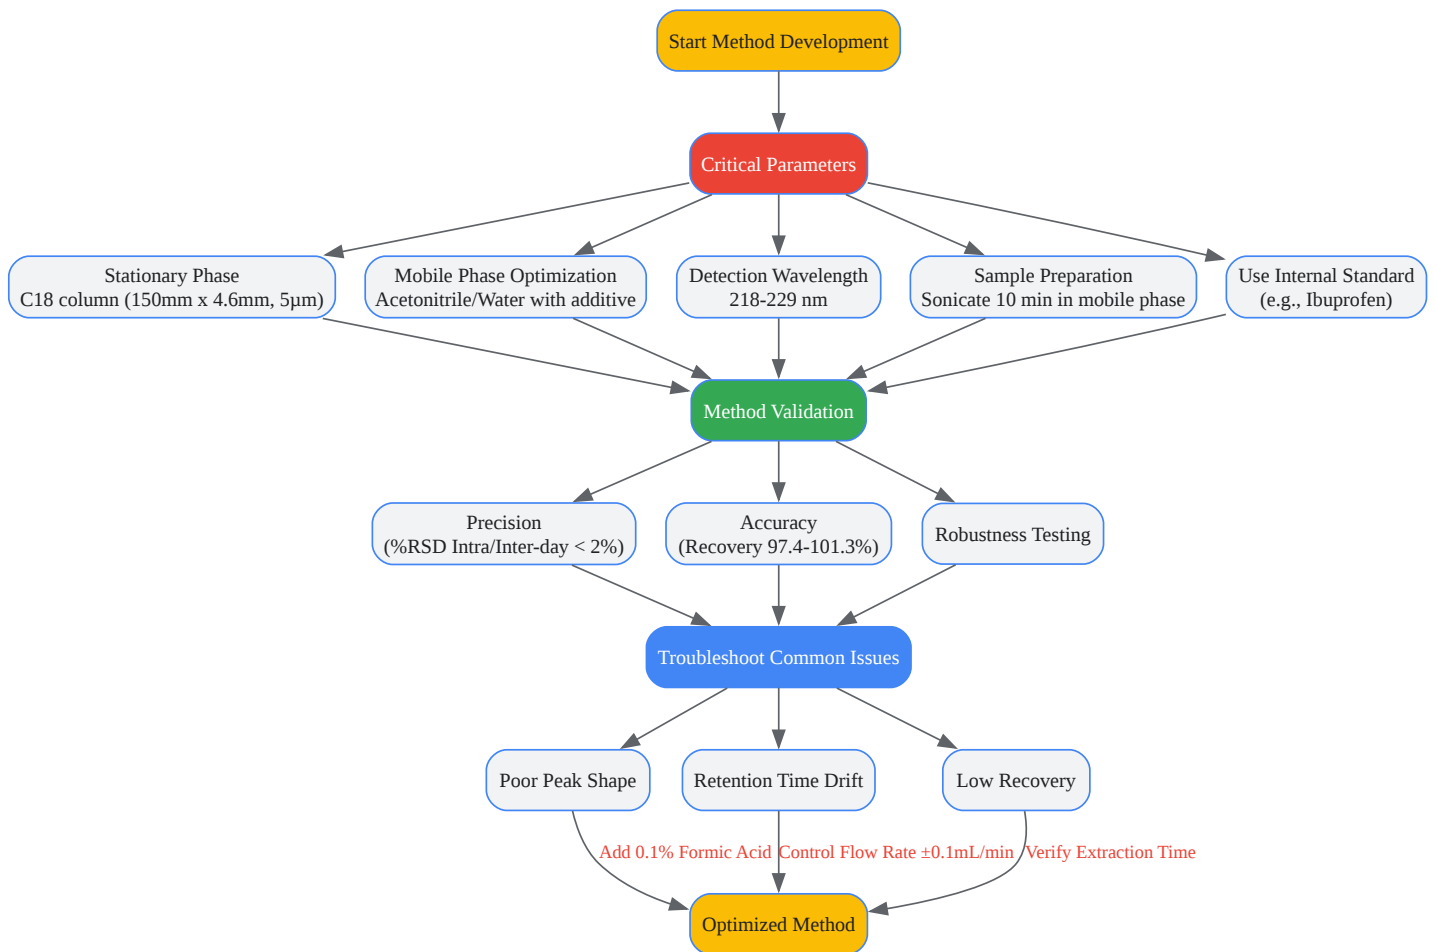 Start Method Development
Critical Parameters
Stationary Phase
C18 column (150mm x 4.6mm, 5µm)
Mobile Phase Optimization
Acetonitrile/Water with additive
Detection Wavelength
218-229 nm
Sample Preparation
Sonicate 10 min in mobile phase
Use Internal Standard
(e.g., Ibuprofen)
Method Validation
Precision
(%RSD Intra/Inter-day < 2%)
Accuracy
(Recovery 97.4-101.3%)
Robustness Testing
Troubleshoot Common Issues
Poor Peak Shape
Retention Time Drift
Low Recovery
Add 0.1% Formic Acid
Control Flow Rate ±0.1mL/min
Verify Extraction Time
Optimized Method